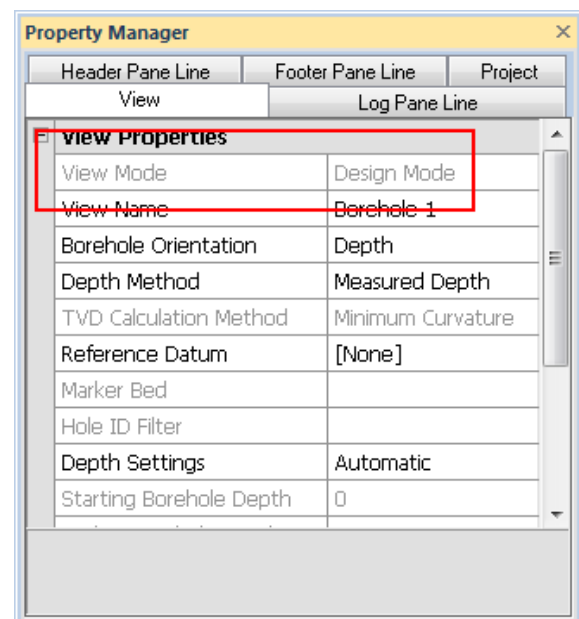 Property Manager
Header Pane Line Footer Pane Line Project
View Log Pane Line
View Properties
View Mode Design Mode
View Name Borehole 1
Borehole Orientation Depth
Depth Method Measured Depth
TVD Calculation Method Minimum Curvature
Reference Datum [None]
Marker Bed
Hole ID Filter
Depth Settings Automatic
Starting Borehole Depth 0